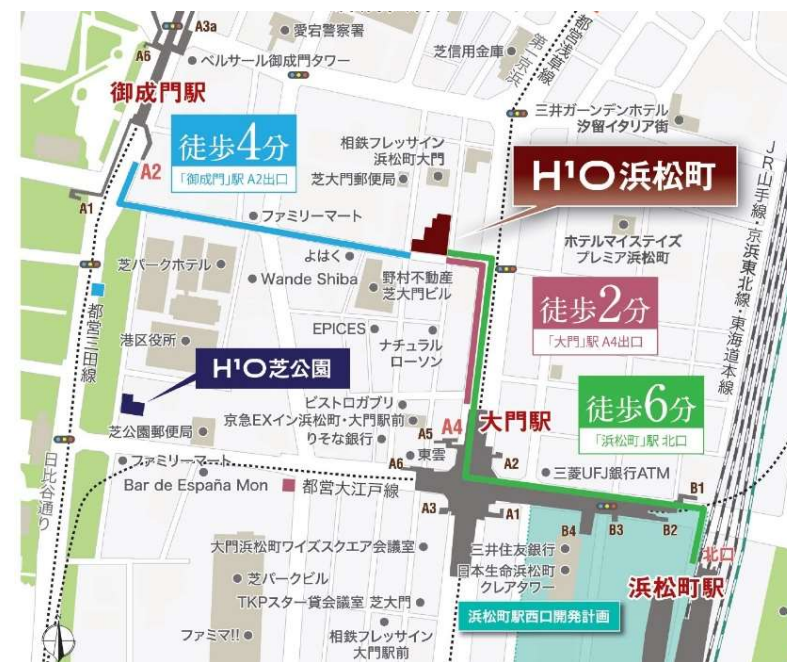 A3a
愛宕警察署
A6
ベルサール御成門タワー
芝信用金庫
第一京浜
都営浅草線
御成門駅
三井ガーデンホテル
汐留イタリア街
徒歩4分
「御成門」駅 A2出口
A2
相鉄フレッサイン
浜松町大門
芝大門郵便局
H¹O浜松町
JR山手線・京浜東北線・東海道本線
A1
ファミリーマート
ホテルマイステイズ
プレミア浜松町
芝パークホテル
よはく
Wande Shiba
野村不動産
芝大門ビル
徒歩2分
「大門」駅 A4出口
都営三田線
港区役所
EPICES
ナチュラル
ローソン
H¹O芝公園
徒歩6分
「浜松町」駅 北口
ビストロガブリ
京急EXイン浜松町・大門駅前
りそな銀行
A4
大門駅
芝公園郵便局
A5
東雲
A6
A2
三菱UFJ銀行ATM
ファミリーマート
Bar de España Mon
都営大江戸線
日比谷通り
A3
A1
B4
B3
B2
B1
北口
浜松町駅
大門浜松町ワイズスクエア会議室
三井住友銀行
日本生命浜松町
クレアタワー
芝パークビル
TKPスター貸会議室 芝大門
浜松町駅西口開発計画
ファミマ!!
相鉄フレッサイン
大門駅前